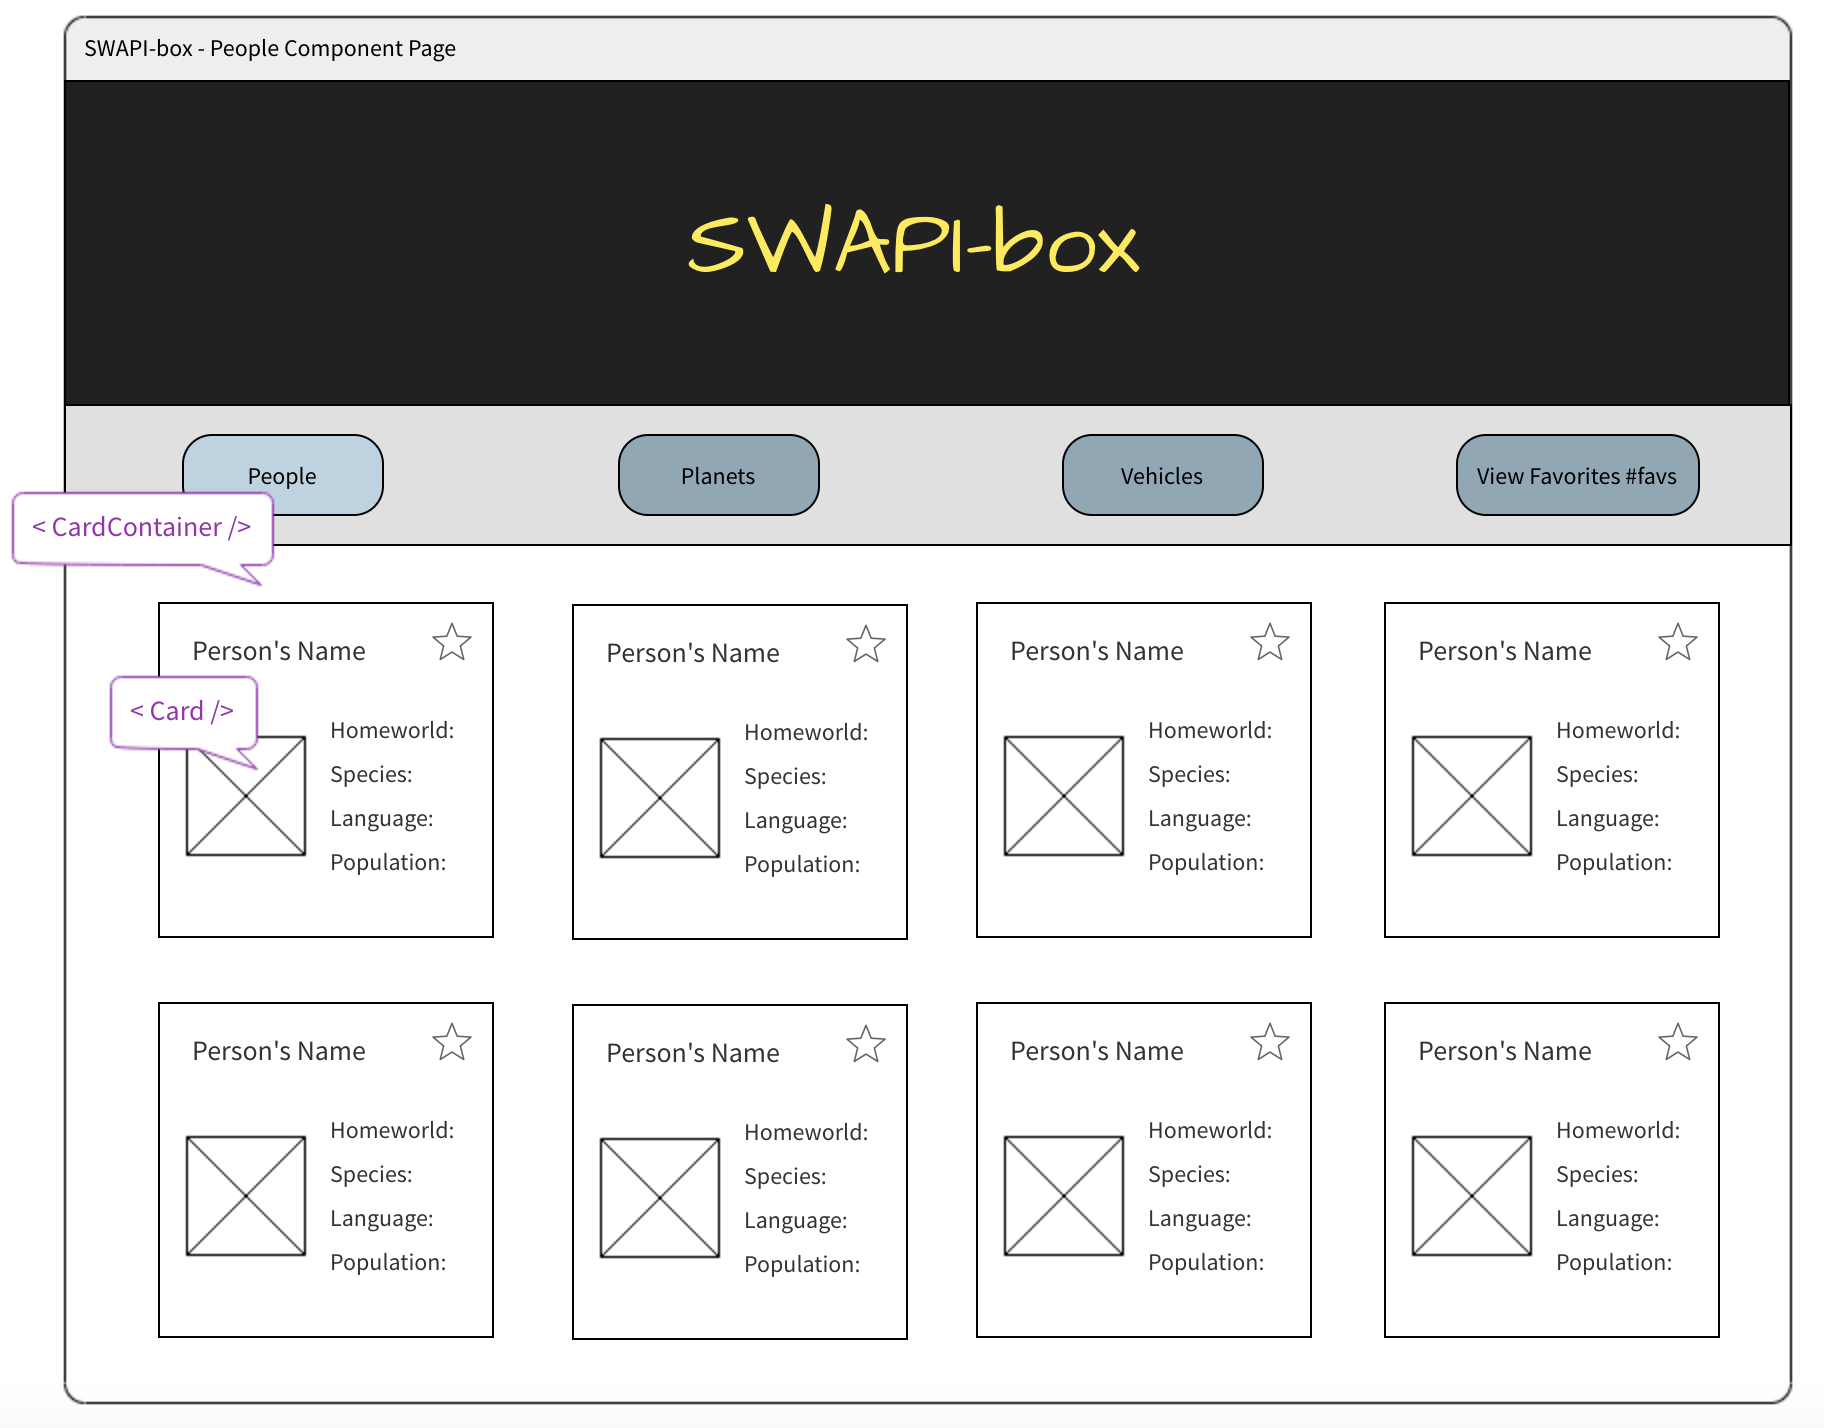 SWAPI-box - People Component Page
SWAPI-box
People
Planets
Vehicles
View Favorites #favs
< CardContainer />
Person's Name
< Card />
Homeworld:
Species:
Language:
Population:
Person's Name
Homeworld:
Species:
Language:
Population:
Person's Name
Homeworld:
Species:
Language:
Population:
Person's Name
Homeworld:
Species:
Language:
Population:
Person's Name
Homeworld:
Species:
Language:
Population:
Person's Name
Homeworld:
Species:
Language:
Population:
Person's Name
Homeworld:
Species:
Language:
Population:
Person's Name
Homeworld:
Species:
Language:
Population: